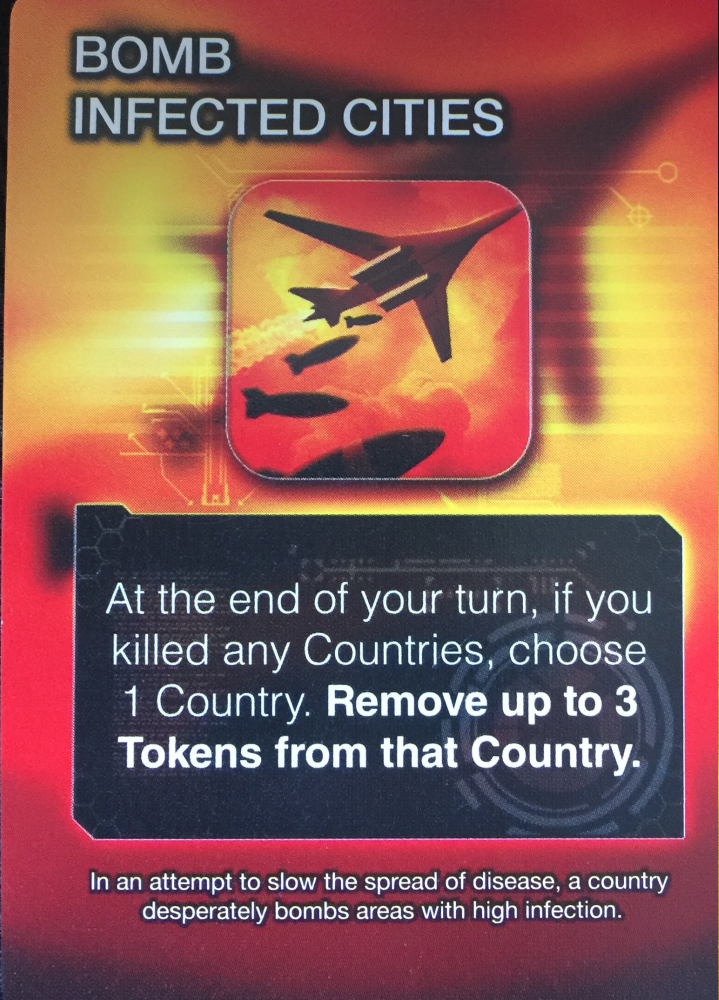 BOMB
INFECTED CITIES
At the end of your turn, if you
killed any Countries, choose
1 Country. Remove up to 3
Tokens from that Country.
In an attempt to slow the spread of disease, a country
desperately bombs areas with high infection.